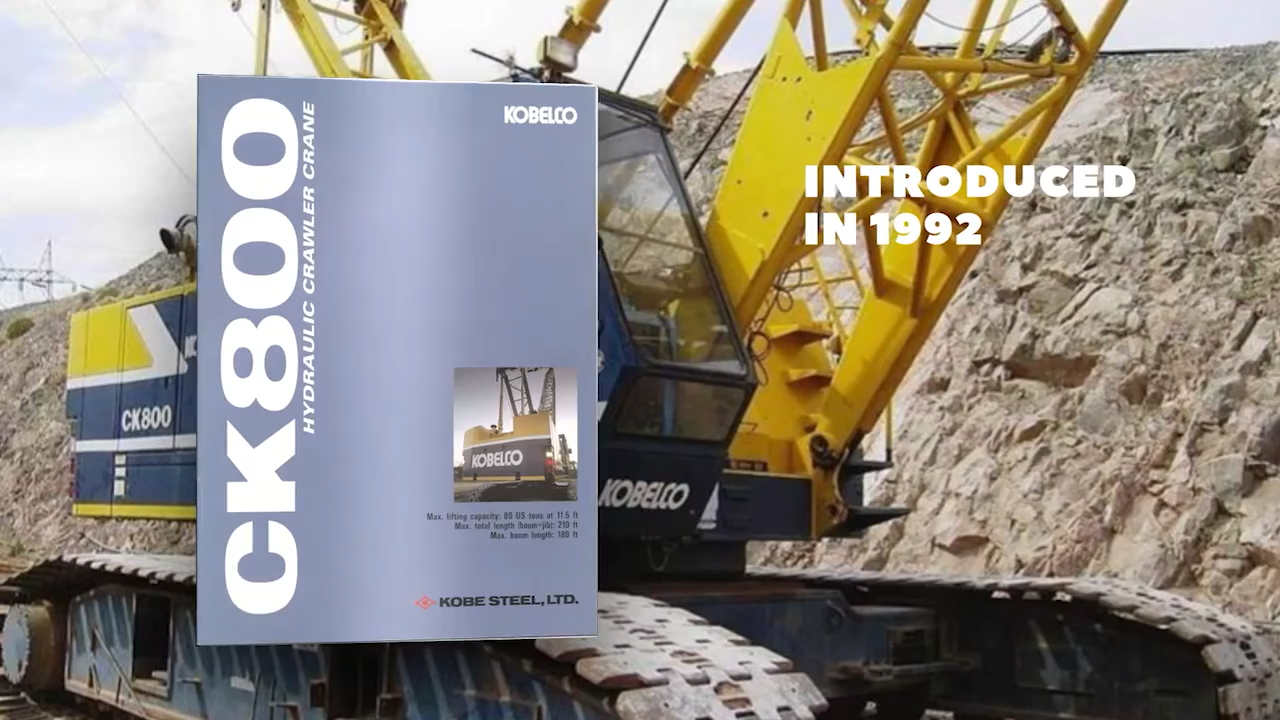 CK800
HYDRAULIC CRAWLER CRANE
KOBELCO
INTRODUCED
IN 1992
CK800
KOBELCO
KOBELCO
Max. lifting capacity: 80 US tons at 11.5 ft
Max. total length (boom+jib): 210 ft
Max. boom length: 180 ft
KOBE STEEL, LTD.